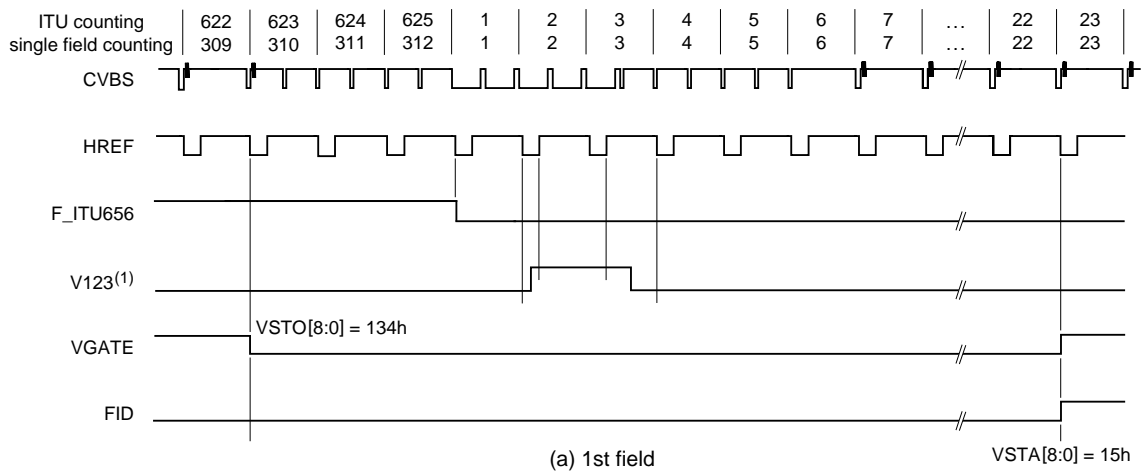 ITU counting 622 623 624 625 1 2 3 4 5 6 7 ... 22 23
single field counting 309 310 311 312 1 2 3 4 5 6 7 ... 22 23
CVBS
HREF
F_ITU656
V123(1)
VSTO[8:0] = 134h
VGATE
FID
(a) 1st field
VSTA[8:0] = 15h